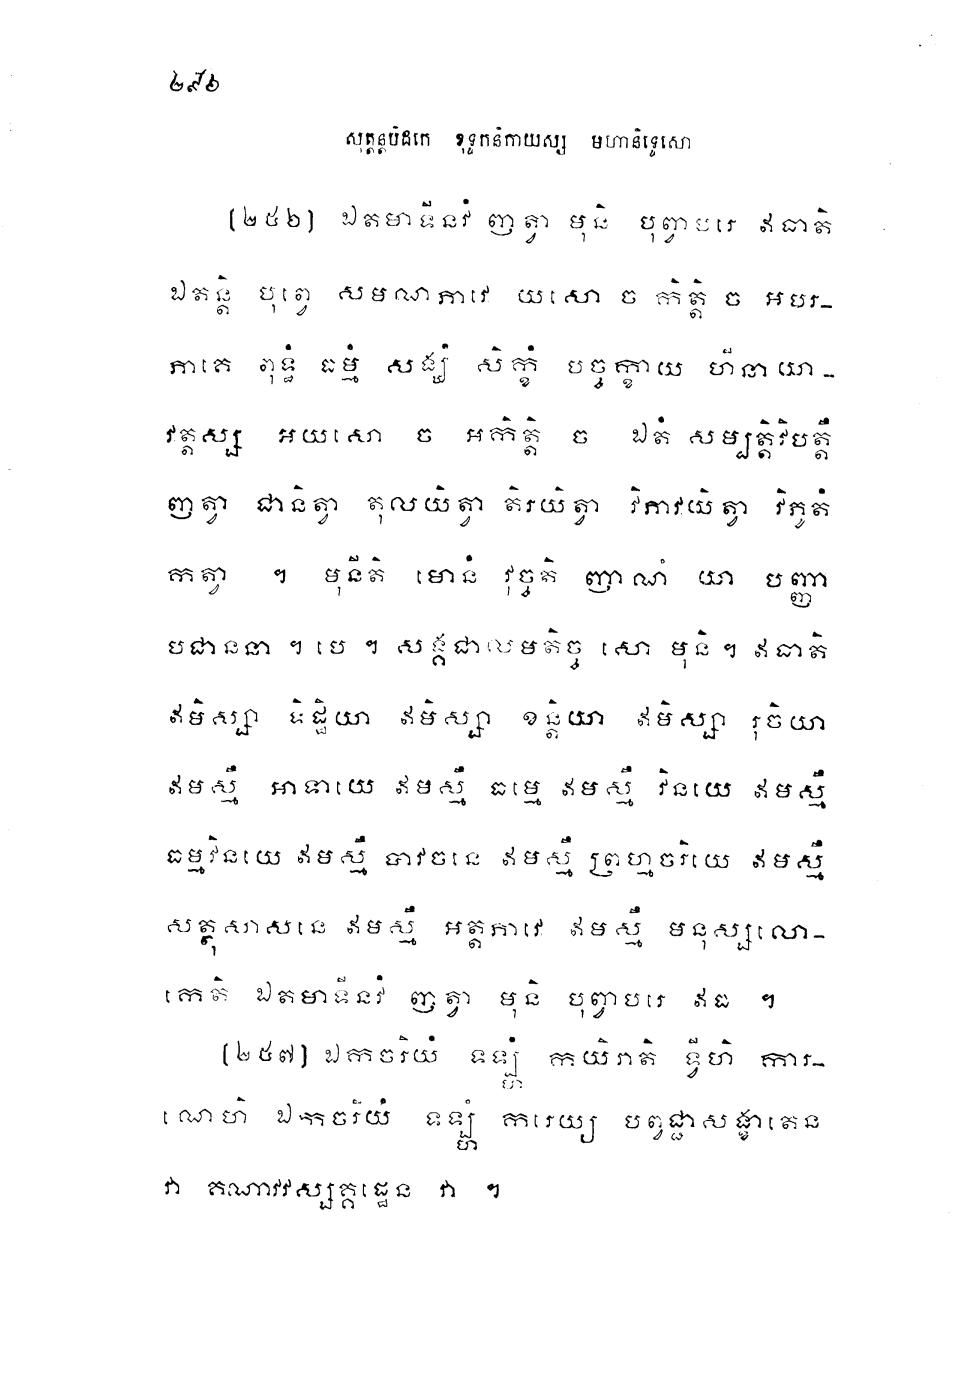 ២៩៦
សុត្តន្តបិដកេ ខុទ្ទកនិកាយស្ស មហានិទ្ទេសោ
[២៥៦] ឯតមាទីនវំ ញត្វា មុនិ បុព្វាបរេ ឥធាតិ
ឯតន្តិ បុព្វេ សមណភាវេ យសោ ច កិត្តិ ច អបរ-
ភាគេ ពុទ្ធំ ធម្មំ សង្ឃំ សិក្ខំ បច្ចក្ខាយ ហីនាយា-
វត្តស្ស អយសោ ច អកិត្តិ ច ឯតំ សម្បត្តិវិបត្តឹ
ញត្វា ជានិត្វា តុលយិត្វា តិរយិត្វា វិភាវយិត្វា វិភូតំ
កត្វា ។ មុនីតិ មោនំ វុច្ចតិ ញាណំ យា បញ្ញា
បជាននា ។ បេ ។ សង្គជាលមតិច្ច សោ មុនិ ។ ឥធាតិ
ឥមិស្សា ទិដ្ឋិយា ឥមិស្សា ខន្តិយា ឥមិស្សា រុចិយា
ឥមស្មឹ អាទាយេ ឥមស្មឹ ធម្មេ ឥមស្មឹ វិនយេ ឥមស្មឹ
ធម្មវិនយេ ឥមស្មឹ បាវចនេ ឥមស្មឹ ព្រហ្មចរិយេ ឥមស្មឹ
សត្ថុសាសនេ ឥមស្មឹ អត្តភាវេ ឥមស្មឹ មនុស្សលោ-
កេតិ ឯតមាទីនវំ ញត្វា មុនិ បុព្វាបរេ ឥធ ។
[២៥៧] ឯកចរិយំ ទឡ្ហំ កយិរាតិ ទ្វីហិ ការ-
ណេហិ ឯកចរិយំ ទឡ្ហំ ករេយ្យ បព្វជ្ជាសង្ខាតេន
វា គណាវវស្សគ្គដ្ឋេន វា ។